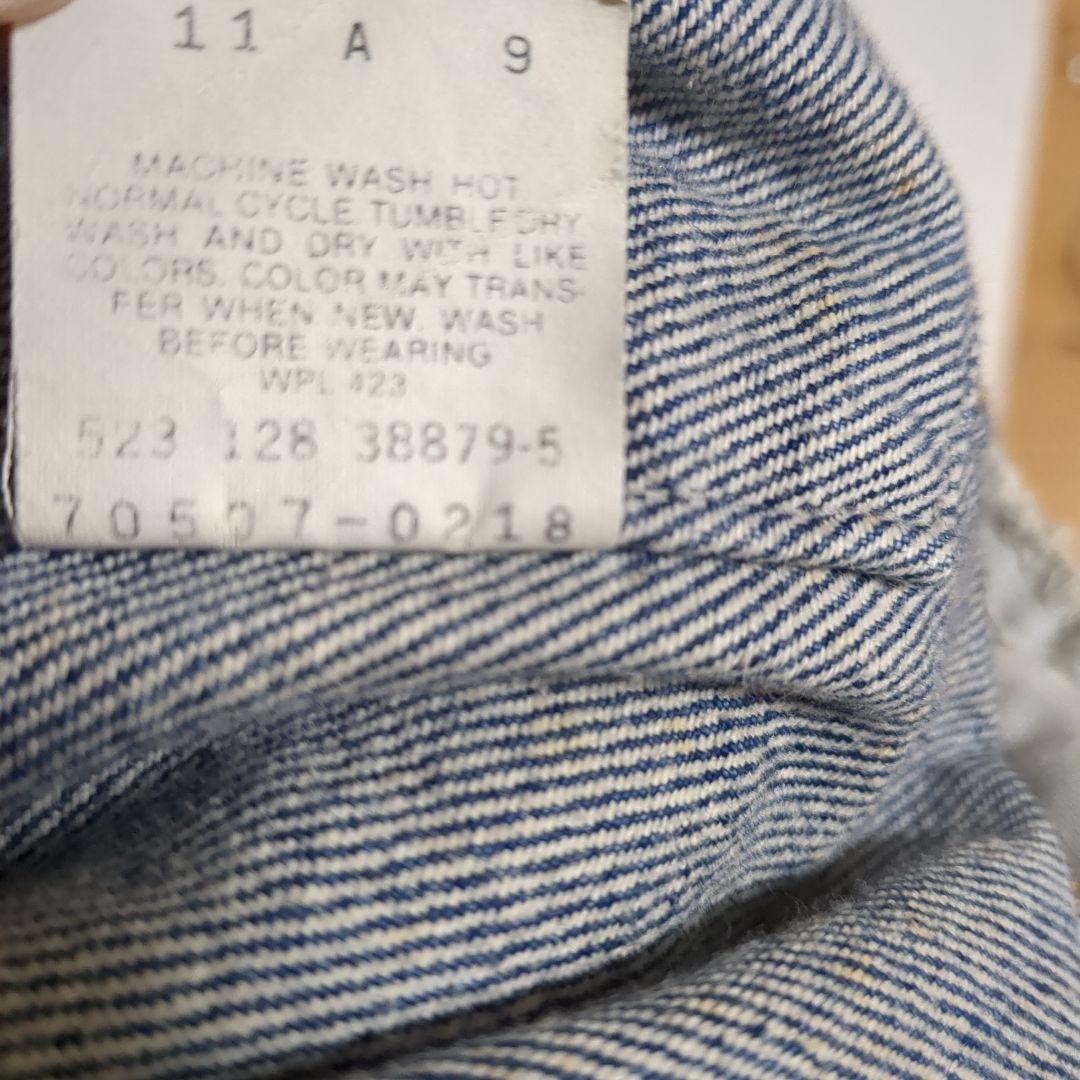 11 A 9
MACHINE WASH HOT
NORMAL CYCLE TUMBLE DRY
WASH AND DRY WITH LIKE
COLORS. COLOR MAY TRANS-
FER WHEN NEW. WASH
BEFORE WEARING
WPL 423
523 128 38879-5
70507-0218